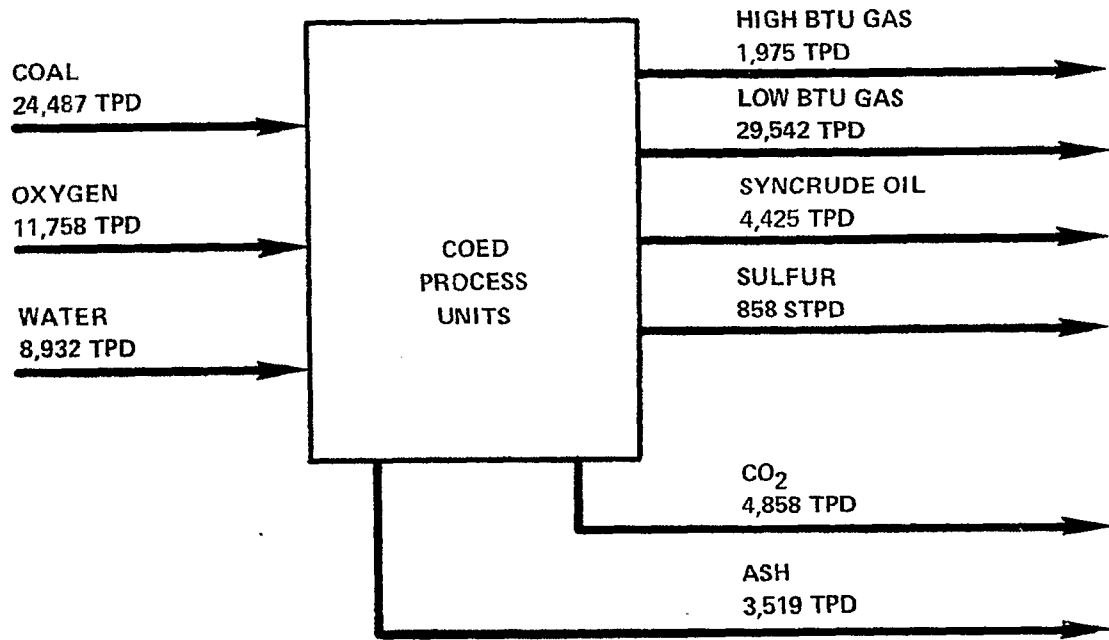 COAL
24,487 TPD
OXYGEN
11,758 TPD
WATER
8,932 TPD
COED
PROCESS
UNITS
HIGH BTU GAS
1,975 TPD
LOW BTU GAS
29,542 TPD
SYNCRUDE OIL
4,425 TPD
SULFUR
858 STPD
CO2
4,858 TPD
ASH
3,519 TPD